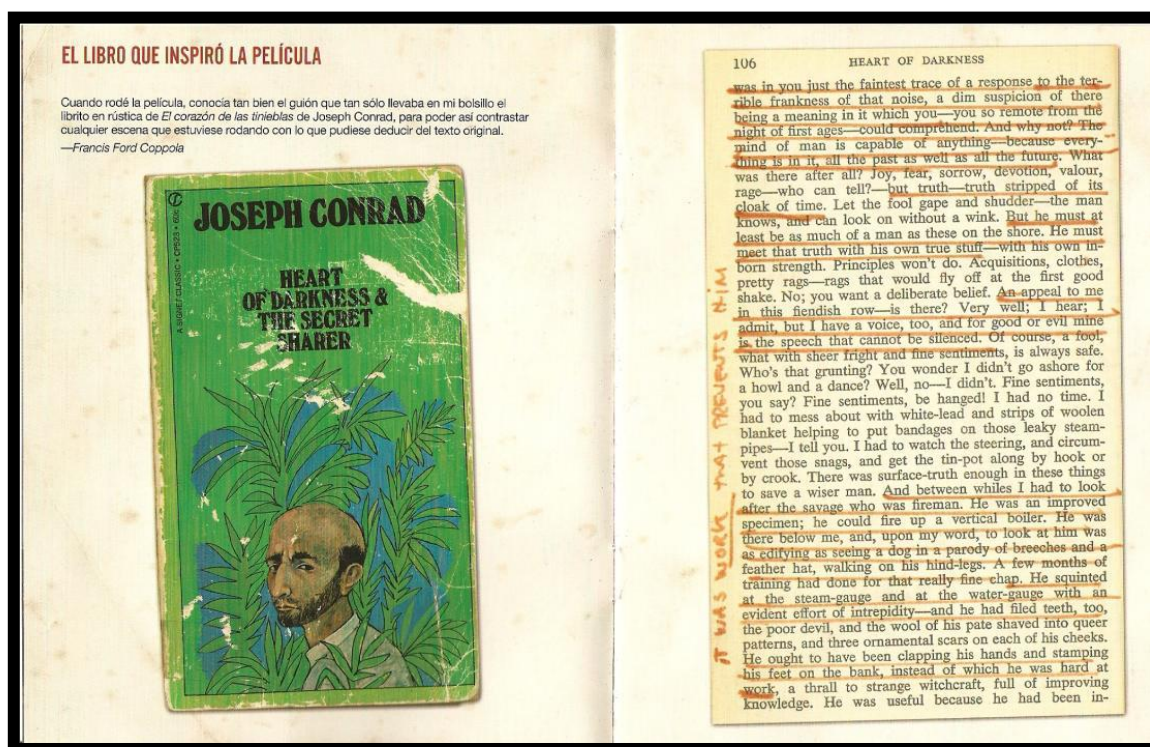 EL LIBRO QUE INSPIRÓ LA PELÍCULA
Cuando rodé la película, conocía tan bien el guión que tan sólo llevaba en mi bolsillo el
librito en rústica de El corazón de las tinieblas de Joseph Conrad, para poder así contrastar
cualquier escena que estuviese rodando con lo que pudiese deducir del texto original.
—Francis Ford Coppola
A SIGNET CLASSIC • CP523 • 60c
JOSEPH CONRAD
HEART
OF DARKNESS &
THE SECRET
SHARER
106 HEART OF DARKNESS
was in you just the faintest trace of a response to the ter-
rible frankness of that noise, a dim suspicion of there
being a meaning in it which you—you so remote from the
night of first ages—could comprehend. And why not? The
mind of man is capable of anything—because every-
thing is in it, all the past as well as all the future. What
was there after all? Joy, fear, sorrow, devotion, valour,
rage—who can tell?—but truth—truth stripped of its
cloak of time. Let the fool gape and shudder—the man
knows, and can look on without a wink. But he must at
least be as much of a man as these on the shore. He must
meet that truth with his own true stuff—with his own in-
born strength. Principles won't do. Acquisitions, clothes,
pretty rags—rags that would fly off at the first good
shake. No; you want a deliberate belief. An appeal to me
in this fiendish row—is there? Very well; I hear; I
admit, but I have a voice, too, and for good or evil mine
is the speech that cannot be silenced. Of course, a fool,
what with sheer fright and fine sentiments, is always safe.
Who's that grunting? You wonder I didn't go ashore for
a howl and a dance? Well, no—I didn't. Fine sentiments,
you say? Fine sentiments, be hanged! I had no time. I
had to mess about with white-lead and strips of woolen
blanket helping to put bandages on those leaky steam-
pipes—I tell you. I had to watch the steering, and circum-
vent those snags, and get the tin-pot along by hook or
by crook. There was surface-truth enough in these things
to save a wiser man. And between whiles I had to look
after the savage who was fireman. He was an improved
specimen; he could fire up a vertical boiler. He was
there below me, and, upon my word, to look at him was
as edifying as seeing a dog in a parody of breeches and a
feather hat, walking on his hind-legs. A few months of
training had done for that really fine chap. He squinted
at the steam-gauge and at the water-gauge with an
evident effort of intrepidity—and he had filed teeth, too,
the poor devil, and the wool of his pate shaved into queer
patterns, and three ornamental scars on each of his cheeks.
He ought to have been clapping his hands and stamping
his feet on the bank, instead of which he was hard at
work, a thrall to strange witchcraft, full of improving
knowledge. He was useful because he had been in-
IT WAS WORK THAT PREVENTS HIM